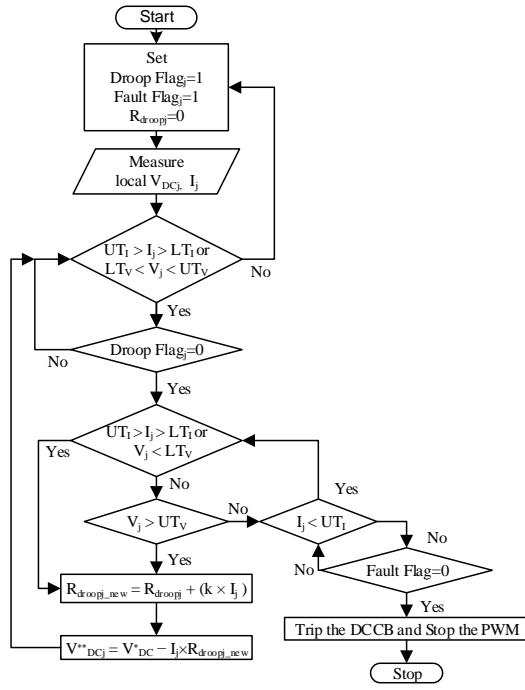 Start
Set
Droop Flagj=1
Fault Flagj=1
Rdroopj=0
Measure
local VDCj, Ij
UTI > Ij > LTI or
LTV < Vj < UTV
No
Yes
Droop Flagj=0
No
Yes
UTI > Ij > LTI or
Vj < LTV
Yes
Yes
No
Vj > UTV
No
Ij < UTI
No
Yes
No
Fault Flag=0
Rdroopj_new = Rdroopj + (k × Ij )
Yes
Trip the DCCB and Stop the PWM
V**DCj = V*DC − Ij×Rdroopj_new
Stop